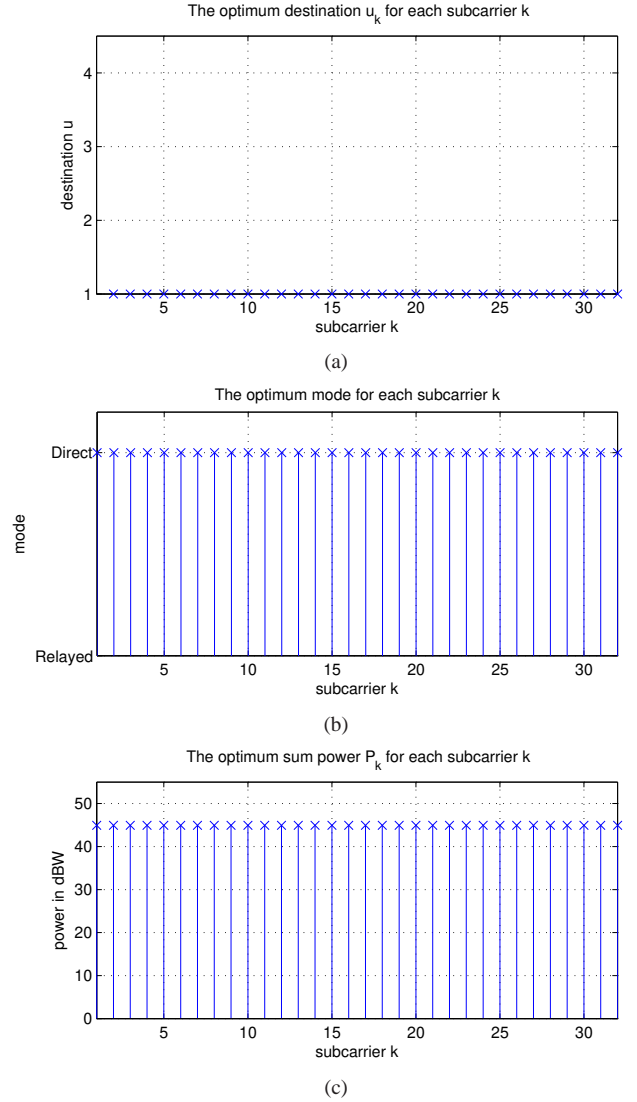 The optimum destination u_k for each subcarrier k
4
3
2
1
destination u
5 10 15 20 25 30
subcarrier k
(a)
The optimum mode for each subcarrier k
Direct
mode
Relayed
5 10 15 20 25 30
subcarrier k
(b)
The optimum sum power P_k for each subcarrier k
50
40
30
20
10
0
power in dBW
5 10 15 20 25 30
subcarrier k
(c)